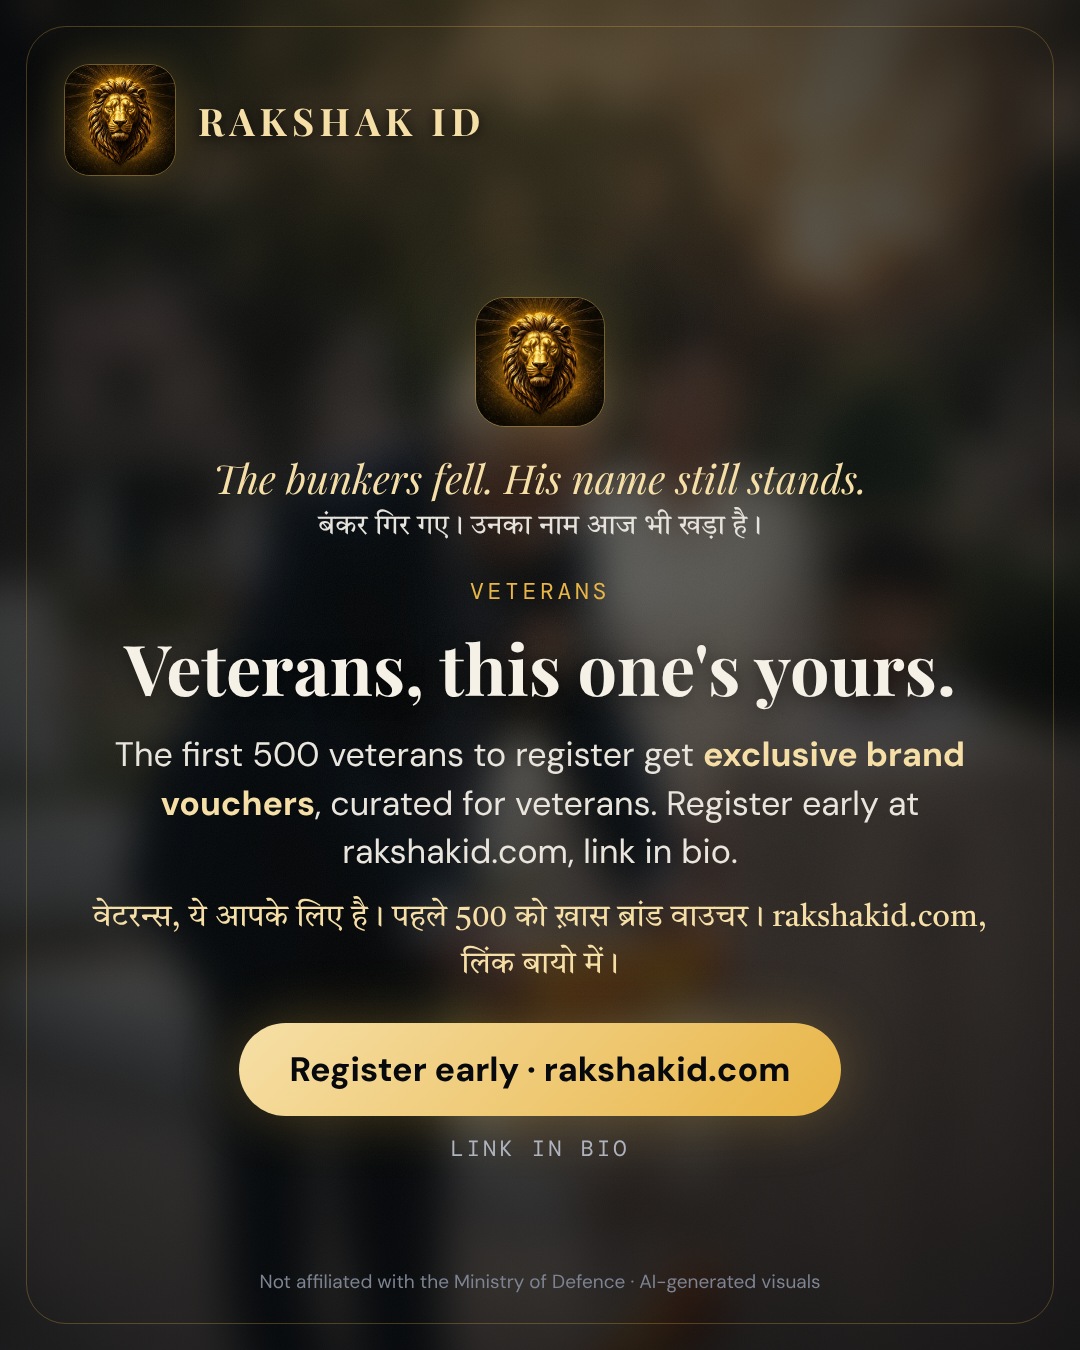 RAKSHAK ID
The bunkers fell. His name still stands.
बंकर गिर गए। उनका नाम आज भी खड़ा है।
VETERANS
Veterans, this one's yours.
The first 500 veterans to register get exclusive brand
vouchers, curated for veterans. Register early at
rakshakid.com, link in bio.
वेटरन्स, ये आपके लिए है। पहले 500 को ख़ास ब्रांड वाउचर। rakshakid.com,
लिंक बायो में।
Register early · rakshakid.com
LINK IN BIO
Not affiliated with the Ministry of Defence · AI-generated visuals